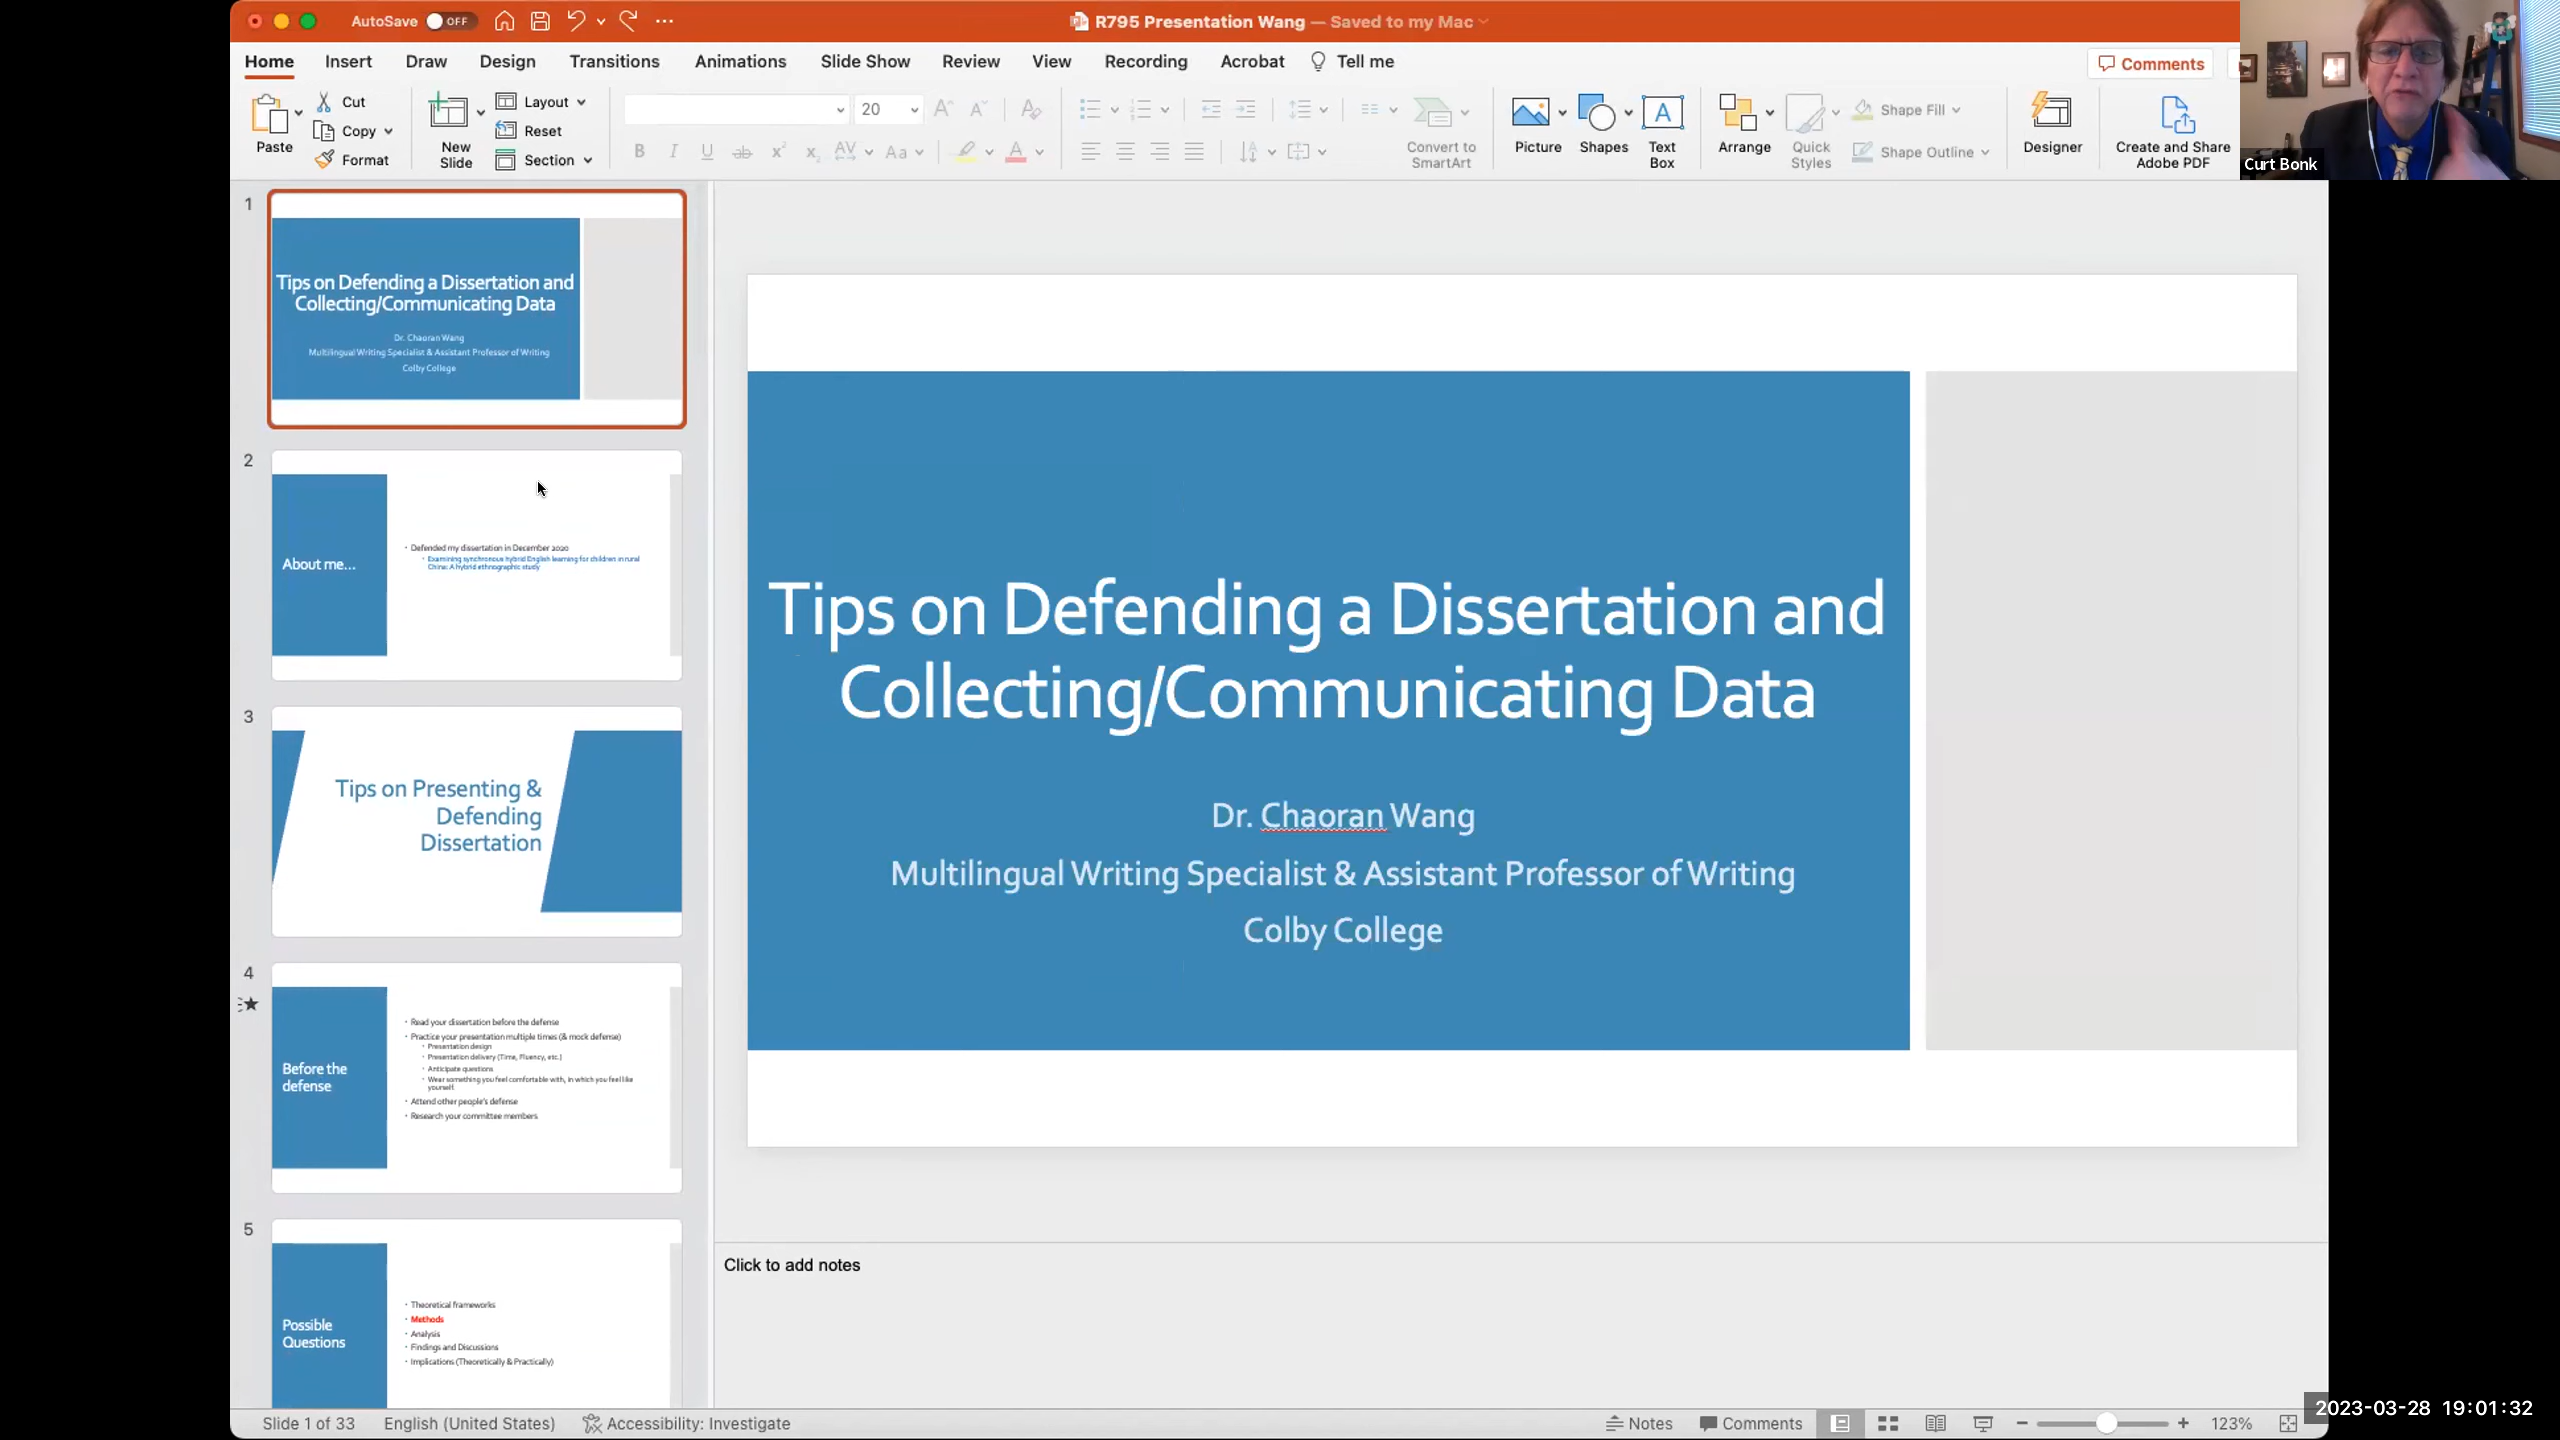 AutoSave OFF
R795 Presentation Wang — Saved to my Mac
Home Insert Draw Design Transitions Animations Slide Show Review View Recording Acrobat Tell me
Comments
Paste
Cut
Copy
Format
New
Slide
Layout
Reset
Section
20
Convert to
SmartArt
Picture
Shapes
Text
Box
Arrange
Quick
Styles
Shape Fill
Shape Outline
Designer
Create and Share
Adobe PDF
Curt Bonk
1
Tips on Defending a Dissertation and
Collecting/Communicating Data
Dr. Chaoran Wang
Multilingual Writing Specialist & Assistant Professor of Writing
Colby College
2
About me...
Defended my dissertation in December 2020
Examining synchronous hybrid English learning for children in rural
China: A hybrid ethnographic study
3
Tips on Presenting &
Defending
Dissertation
4
Before the
defense
Read your dissertation before the defense
Practice your presentation multiple times (& mock defense)
Presentation design
Presentation delivery (Time, Fluency, etc.)
Anticipate questions
Wear something you feel comfortable with, in which you feel like
yourself
Attend other people's defense
Research your committee members
5
Possible
Questions
Theoretical frameworks
Methods
Analysis
Findings and Discussions
Implications (Theoretically & Practically)
Tips on Defending a Dissertation and
Collecting/Communicating Data
Dr. Chaoran Wang
Multilingual Writing Specialist & Assistant Professor of Writing
Colby College
Click to add notes
Slide 1 of 33 English (United States) Accessibility: Investigate
Notes Comments 123%
2023-03-28 19:01:32